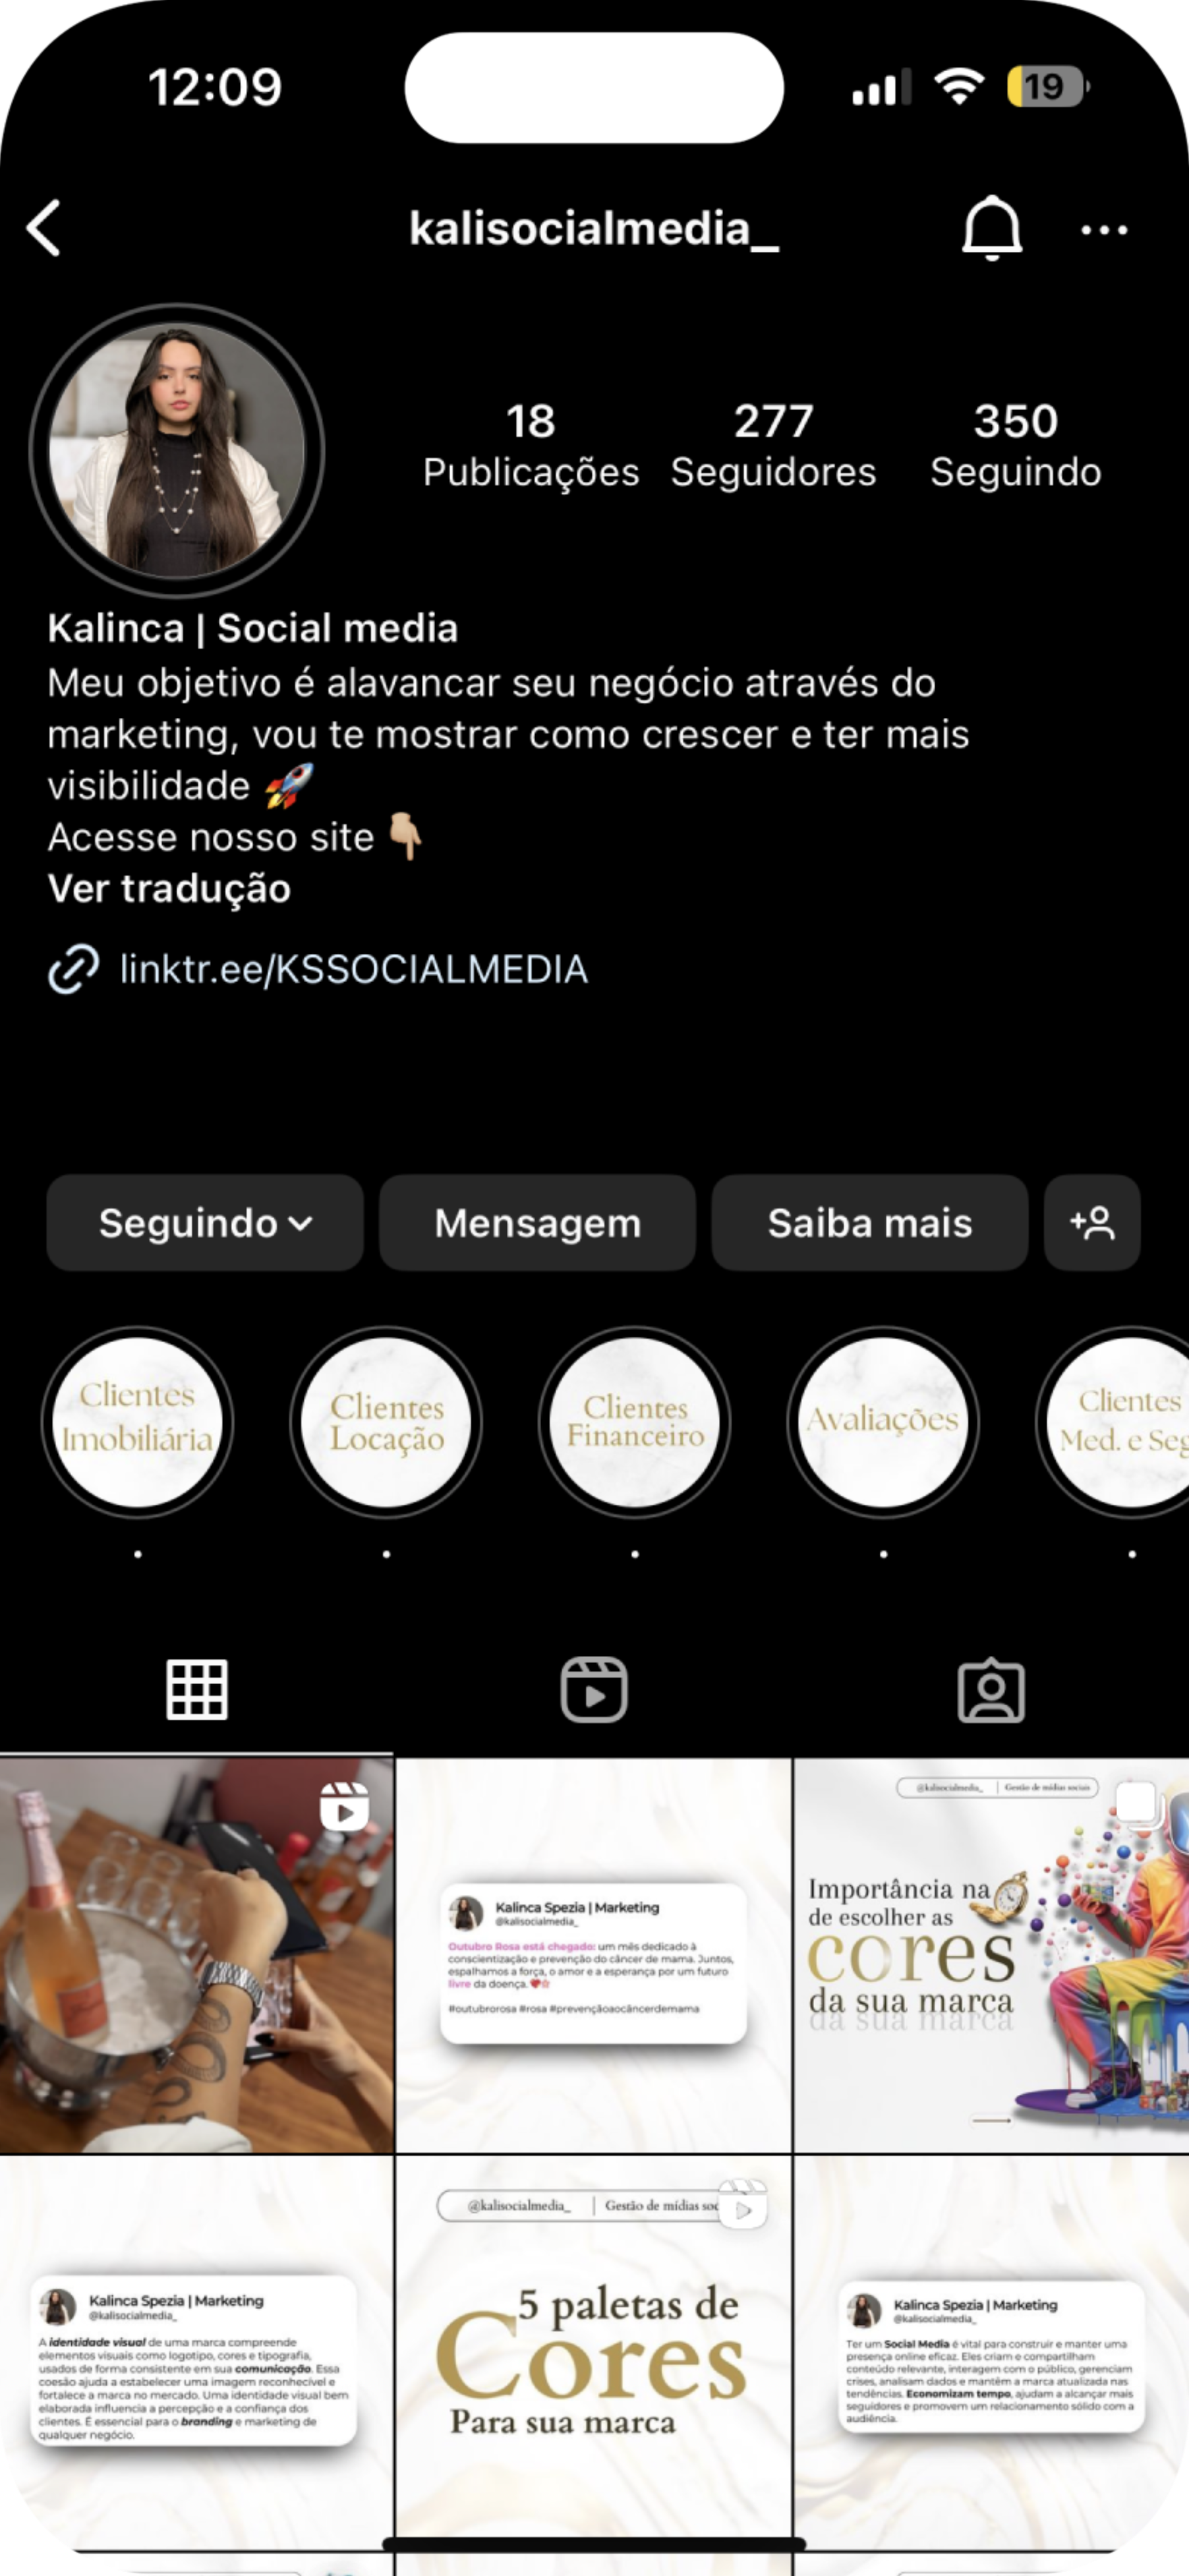 12:09
19
kalisocialmedia_
18
Publicações
277
Seguidores
350
Seguindo
Kalinca | Social media
Meu objetivo é alavancar seu negócio através do
marketing, vou te mostrar como crescer e ter mais
visibilidade 🚀
Acesse nosso site 👇🏼
Ver tradução
linktr.ee/KSSOCIALMEDIA
Seguindo
Mensagem
Saiba mais
Clientes
Imobiliária
Clientes
Locação
Clientes
Financeiro
Avaliações
Clientes
Med. e Seg
Kalinca Spezia | Marketing
@kalisocialmedia_
Outubro Rosa está chegado: um mês dedicado à
conscientização e prevenção do câncer de mama. Juntos,
espalhamos a força, o amor e a esperança por um futuro
livre da doença.
#outubrorosa #rosa #prevençãoaocâncerdemama
@kalisocialmedia_ | Gestão de mídias sociais
Importância na
de escolher as
cores
da sua marca
Kalinca Spezia | Marketing
@kalisocialmedia_
A identidade visual de uma marca compreende
elementos visuais como logotipo, cores e tipografia,
usados de forma consistente em sua comunicação. Essa
coesão ajuda a estabelecer uma imagem reconhecível e
fortalece a marca no mercado. Uma identidade visual bem
elaborada influencia a percepção e a confiança dos
clientes. É essencial para o branding e marketing de
qualquer negócio.
@kalisocialmedia_ | Gestão de mídias soc
5 paletas de
Cores
Para sua marca
Kalinca Spezia | Marketing
@kalisocialmedia_
Ter um Social Media é vital para construir e manter uma
presença online eficaz. Eles criam e compartilham
conteúdo relevante, interagem com o público, gerenciam
crises, analisam dados e mantêm a marca atualizada nas
tendências. Economizam tempo, ajudam a alcançar mais
seguidores e promovem um relacionamento sólido com a
audiência.